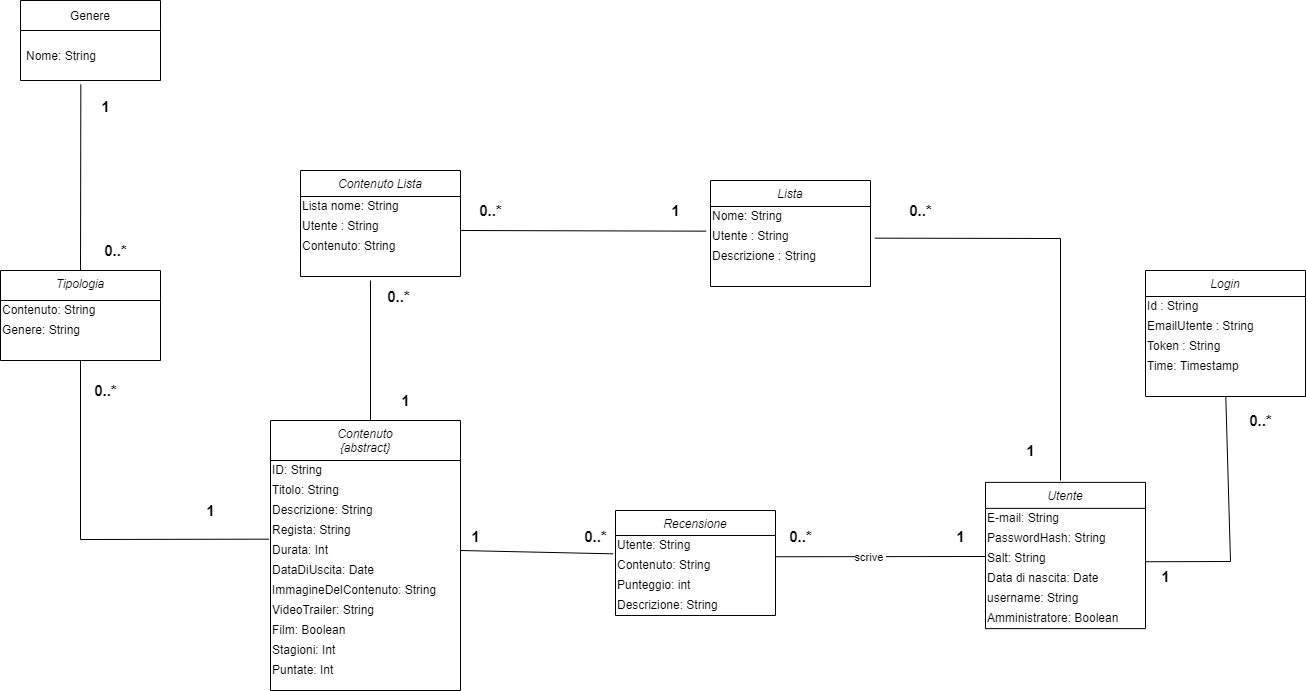 Genere
Nome: String
1
0..*
Tipologia
Contenuto: String
Genere: String
0..*
1
Contenuto Lista
Lista nome: String
Utente : String
Contenuto: String
0..*
1
0..*
1
Lista
Nome: String
Utente : String
Descrizione : String
0..*
1
Login
Id : String
EmailUtente : String
Token : String
Time: Timestamp
0..*
1
Contenuto
{abstract}
ID: String
Titolo: String
Descrizione: String
Regista: String
Durata: Int
DataDiUscita: Date
ImmagineDelContenuto: String
VideoTrailer: String
Film: Boolean
Stagioni: Int
Puntate: Int
1
0..*
Recensione
Utente: String
Contenuto: String
Punteggio: int
Descrizione: String
0..*
scrive
1
Utente
E-mail: String
PasswordHash: String
Salt: String
Data di nascita: Date
username: String
Amministratore: Boolean